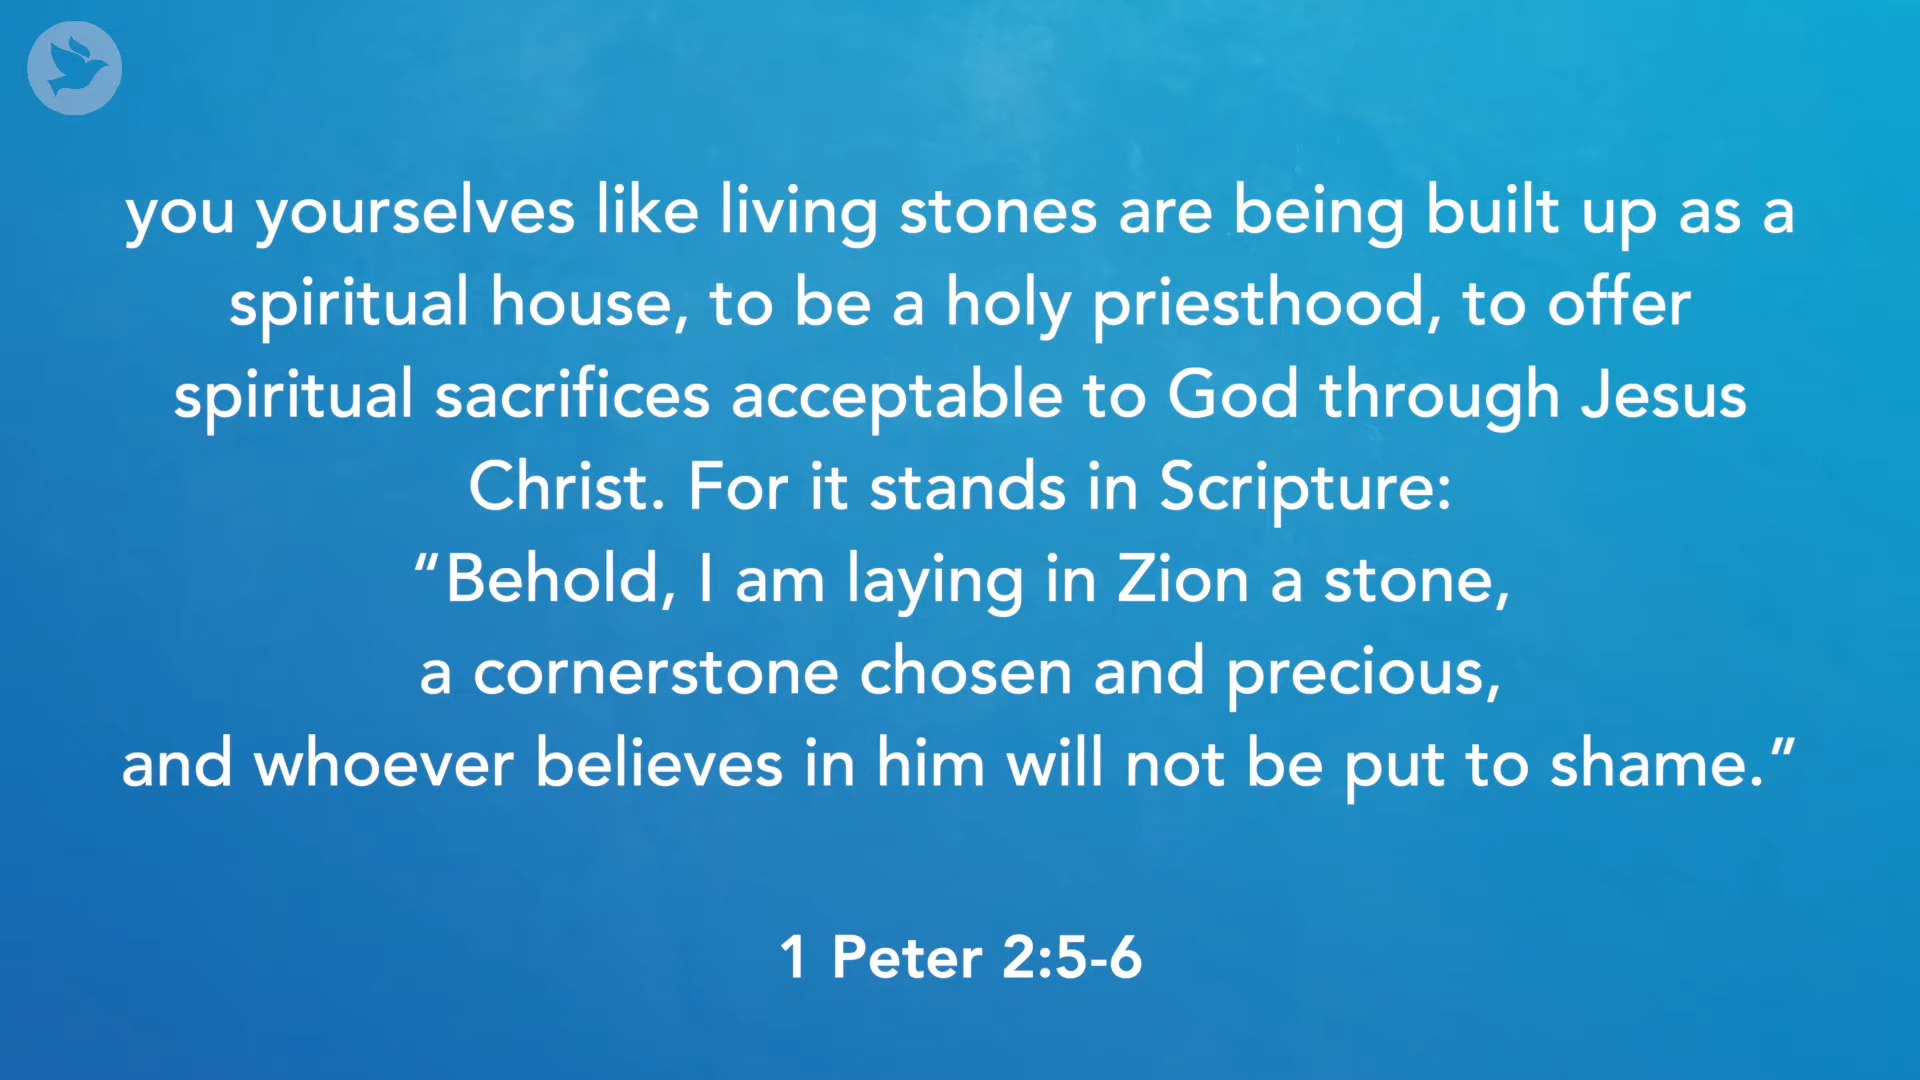 you yourselves like living stones are being built up as a
spiritual house, to be a holy priesthood, to offer
spiritual sacrifices acceptable to God through Jesus
Christ. For it stands in Scripture:
“Behold, I am laying in Zion a stone,
a cornerstone chosen and precious,
and whoever believes in him will not be put to shame.”
1 Peter 2:5-6